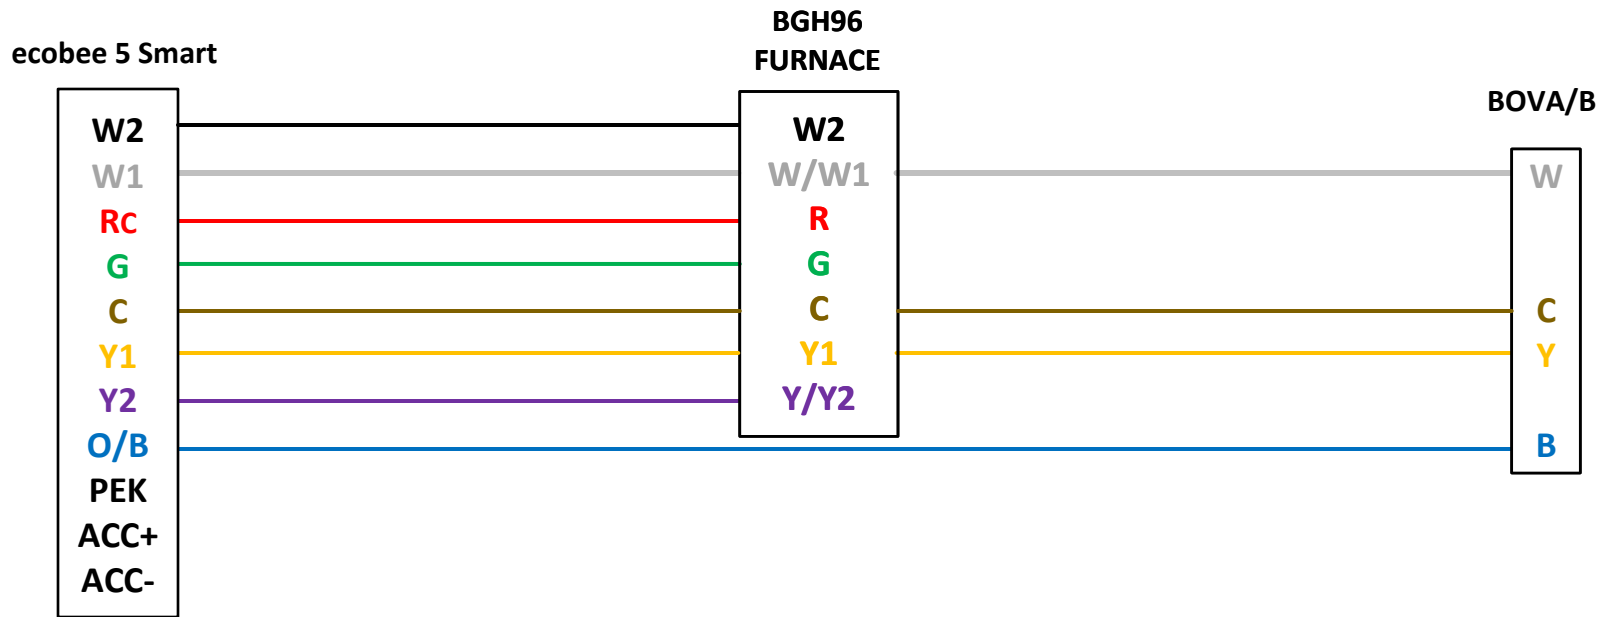 ecobee 5 Smart
W2
W1
RC
G
C
Y1
Y2
O/B
PEK
ACC+
ACC-
BGH96
FURNACE
W2
W/W1
R
G
C
Y1
Y/Y2
BOVA/B
W
C
Y
B